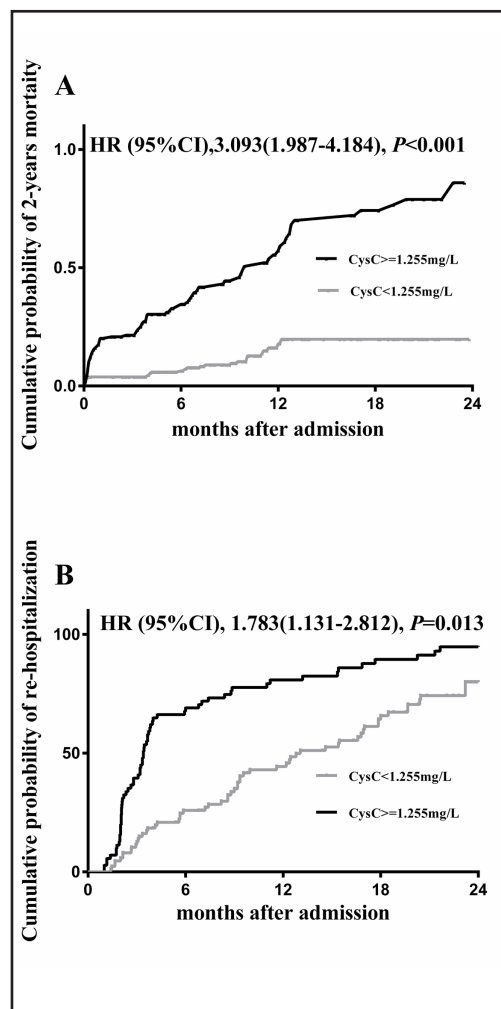 A
HR (95%CI),3.093(1.987-4.184), P<0.001
Cumulative probability of 2-years mortaity
1.0
0.5
0.0
CysC>=1.255mg/L
CysC<1.255mg/L
0 6 12 18 24
months after admission
B
HR (95%CI), 1.783(1.131-2.812), P=0.013
Cumulative probability of re-hospitalization
100
50
0
CysC<1.255mg/L
CysC>=1.255mg/L
0 6 12 18 24
months after admission